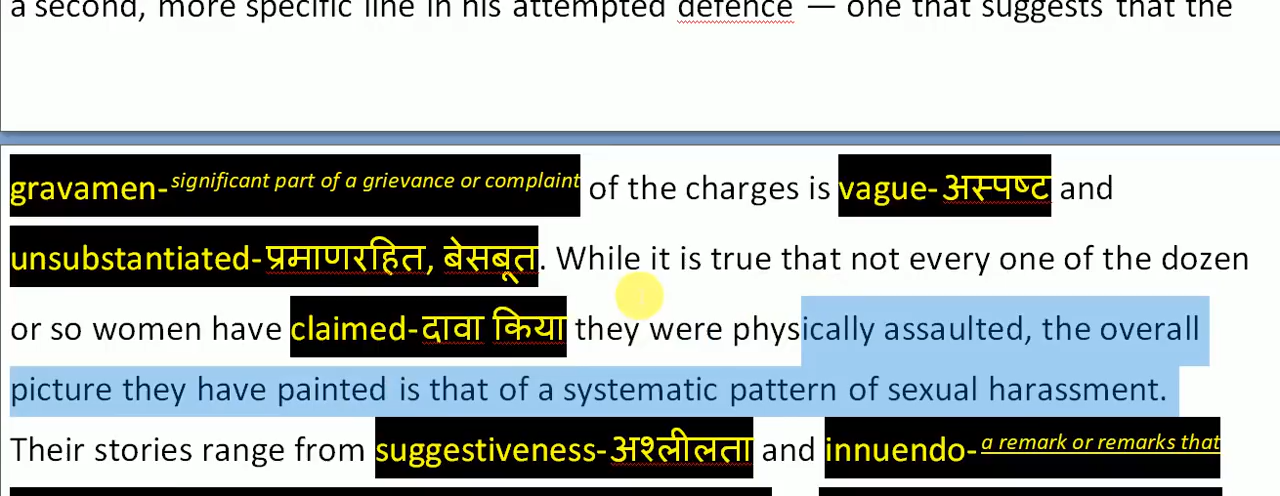 a second, more specific line in his attempted defence — one that suggests that the
gravamen-significant part of a grievance or complaint of the charges is vague-अस्पष्ट and
unsubstantiated-प्रमाणरहित, बेसबूत. While it is true that not every one of the dozen
or so women have claimed-दावा किया they were physically assaulted, the overall
picture they have painted is that of a systematic pattern of sexual harassment.
Their stories range from suggestiveness-अश्लीलता and innuendo-a remark or remarks that